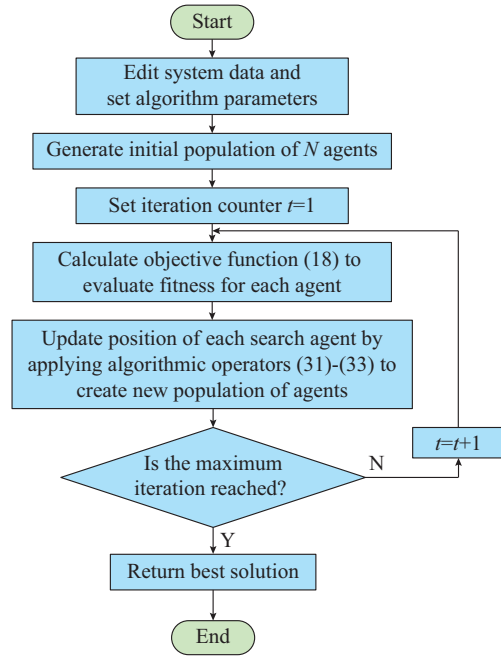 Start
Edit system data and
set algorithm parameters
Generate initial population of N agents
Set iteration counter t=1
Calculate objective function (18) to
evaluate fitness for each agent
Update position of each search agent by
applying algorithmic operators (31)-(33) to
create new population of agents
Is the maximum
iteration reached?
N
t=t+1
Y
Return best solution
End